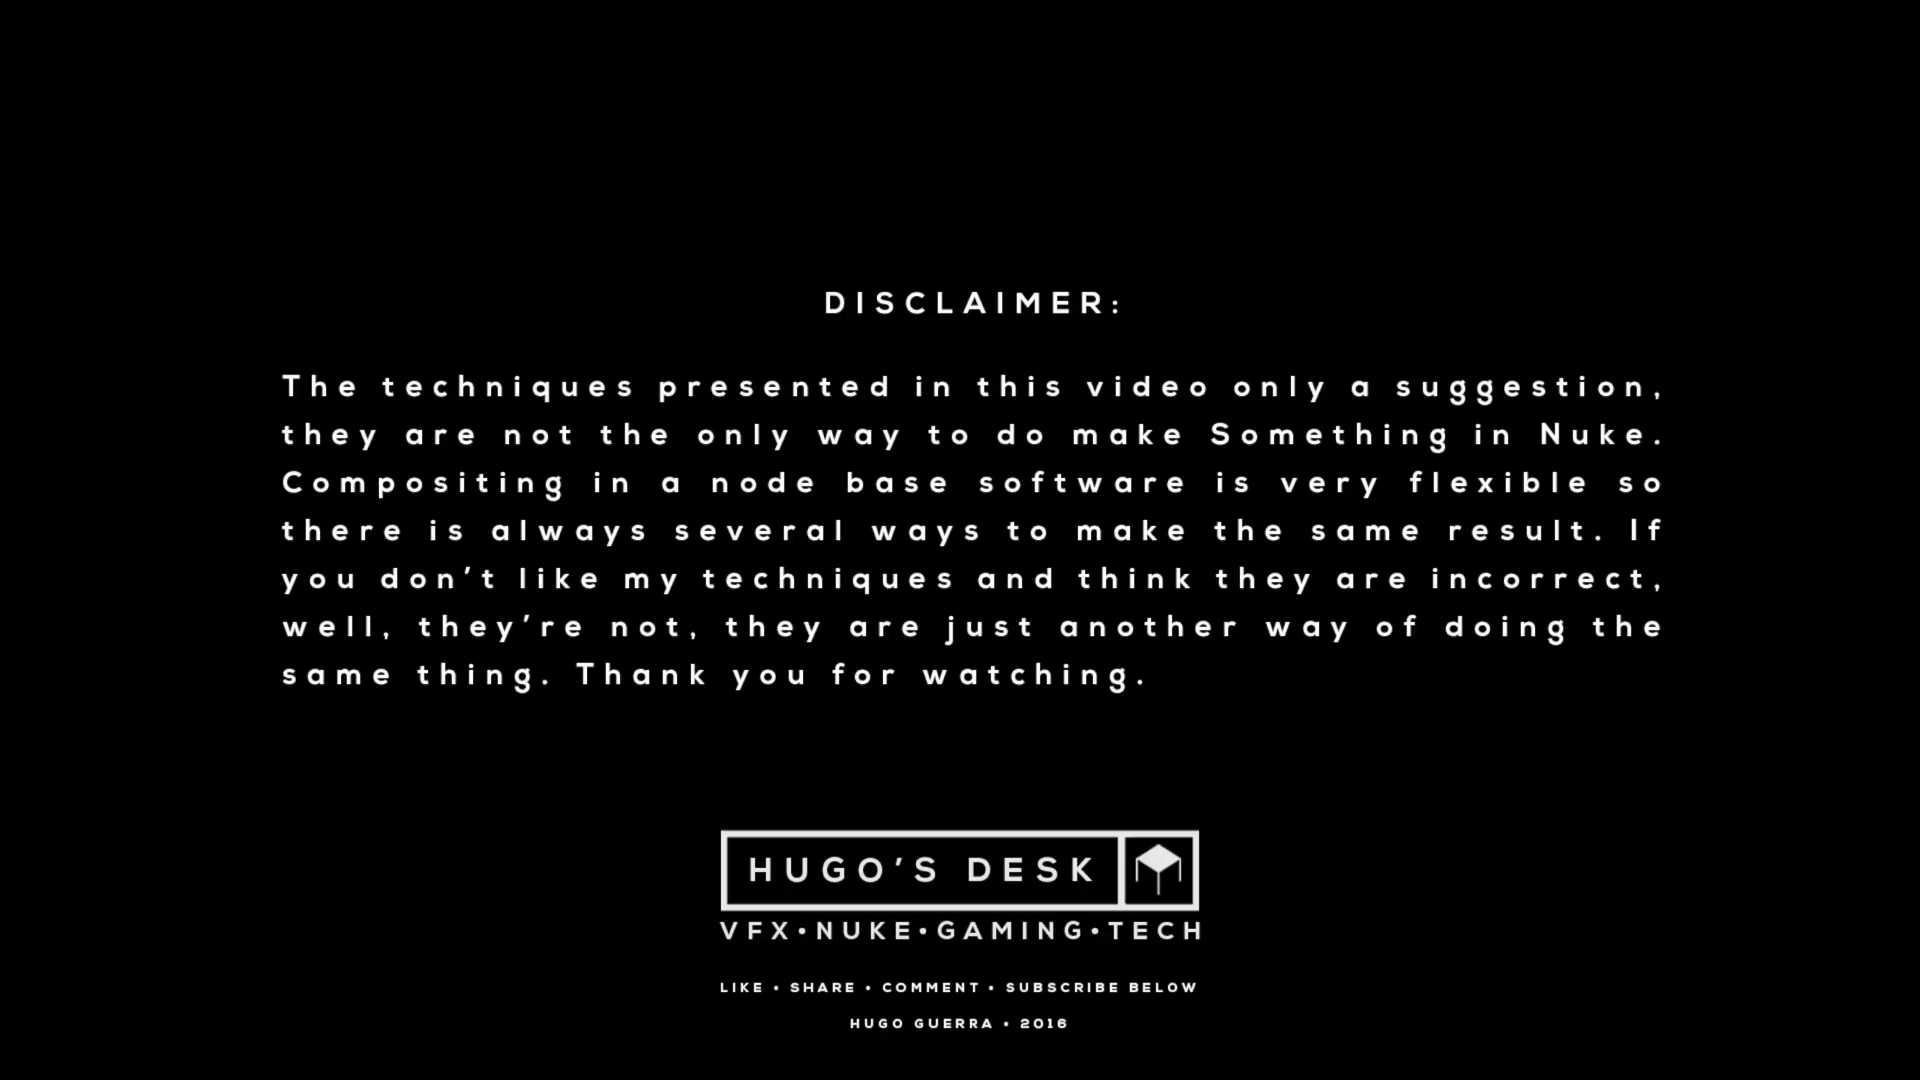 DISCLAIMER:
The techniques presented in this video only a suggestion,
they are not the only way to do make Something in Nuke.
Compositing in a node base software is very flexible so
there is always several ways to make the same result. If
you don’t like my techniques and think they are incorrect,
well, they’re not, they are just another way of doing the
same thing. Thank you for watching.
HUGO’S DESK
VFX•NUKE•GAMING•TECH
LIKE • SHARE • COMMENT • SUBSCRIBE BELOW
HUGO GUERRA • 2016